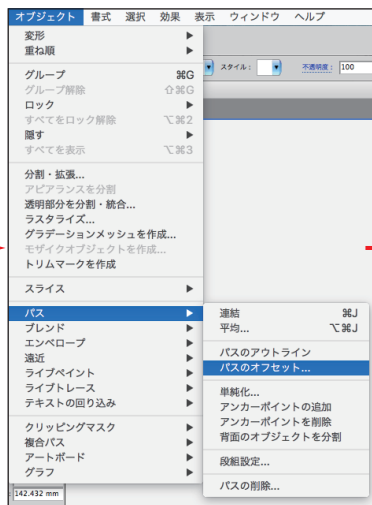 オブジェクト 書式 選択 効果 表示 ウィンドウ ヘルプ
変形
重ね順
スタイル： 不透明度： 100
グループ ⌘G
グループ解除 ⇧⌘G
ロック
すべてをロック解除 ⌥⌘2
隠す
すべてを表示 ⌥⌘3
分割・拡張...
アピアランスを分割
透明部分を分割・統合...
ラスタライズ...
グラデーションメッシュを作成...
モザイクオブジェクトを作成...
トリムマークを作成
スライス
パス
ブレンド
エンベロープ
遠近
ライブペイント
ライブトレース
テキストの回り込み
クリッピングマスク
複合パス
アートボード
グラフ
連結 ⌘J
平均... ⌥⌘J
パスのアウトライン
パスのオフセット...
単純化...
アンカーポイントの追加
アンカーポイントを削除
背面のオブジェクトを分割
段組設定...
パスの削除...
142.432 mm